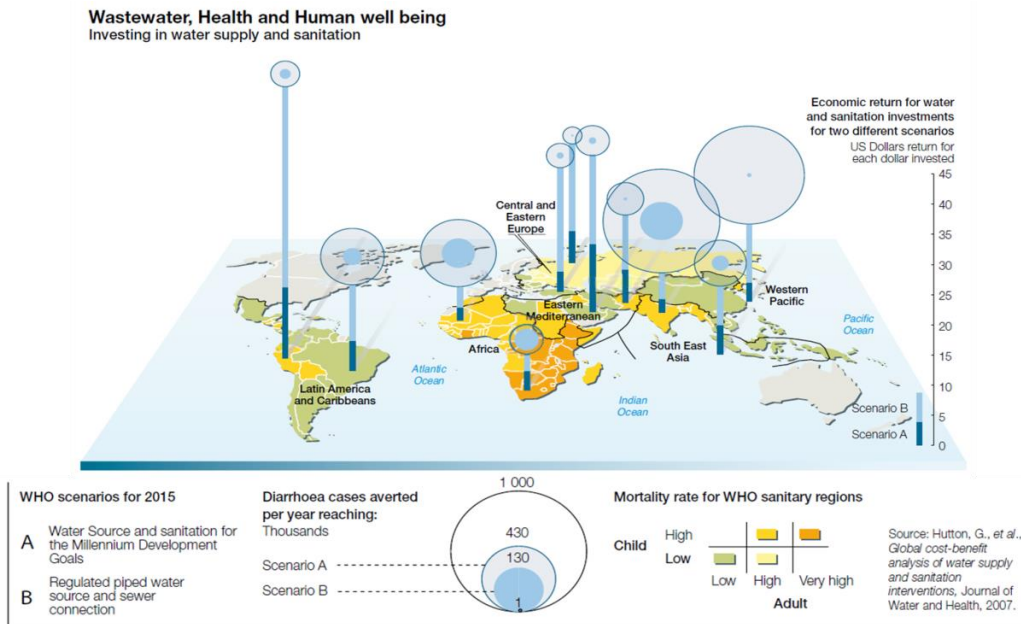 Wastewater, Health and Human well being
Investing in water supply and sanitation
Economic return for water
and sanitation investments
for two different scenarios
US Dollars return for
each dollar invested
45
40
35
30
25
20
15
10
5
0
Scenario B
Scenario A
Central and
Eastern
Europe
Eastern
Mediterranean
Western
Pacific
Pacific
Ocean
South East
Asia
Africa
Atlantic
Ocean
Latin America
and Caribbeans
Indian
Ocean
WHO scenarios for 2015
A Water Source and sanitation for
the Millennium Development
Goals
B Regulated piped water
source and sewer
connection
Diarrhoea cases averted
per year reaching:
Thousands
Scenario A
Scenario B
1 000
430
130
1
Mortality rate for WHO sanitary regions
Child
High
Low
Low High Very high
Adult
Source: Hutton, G., et al.,
Global cost-benefit
analysis of water supply
and sanitation
interventions, Journal of
Water and Health, 2007.